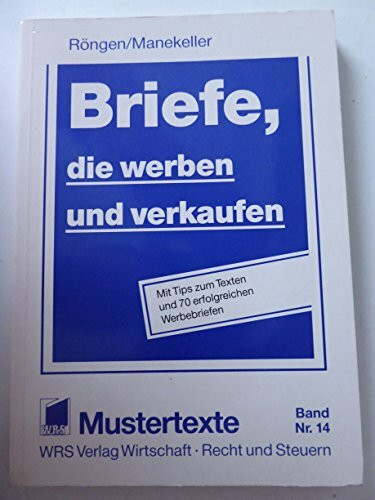 Röngen/Manekeller
Briefe,
die werben
und verkaufen
Mit Tips zum Texten
und 70 erfolgreichen
Werbebriefen
WRS
Mustertexte
Band
Nr. 14
WRS Verlag Wirtschaft · Recht und Steuern